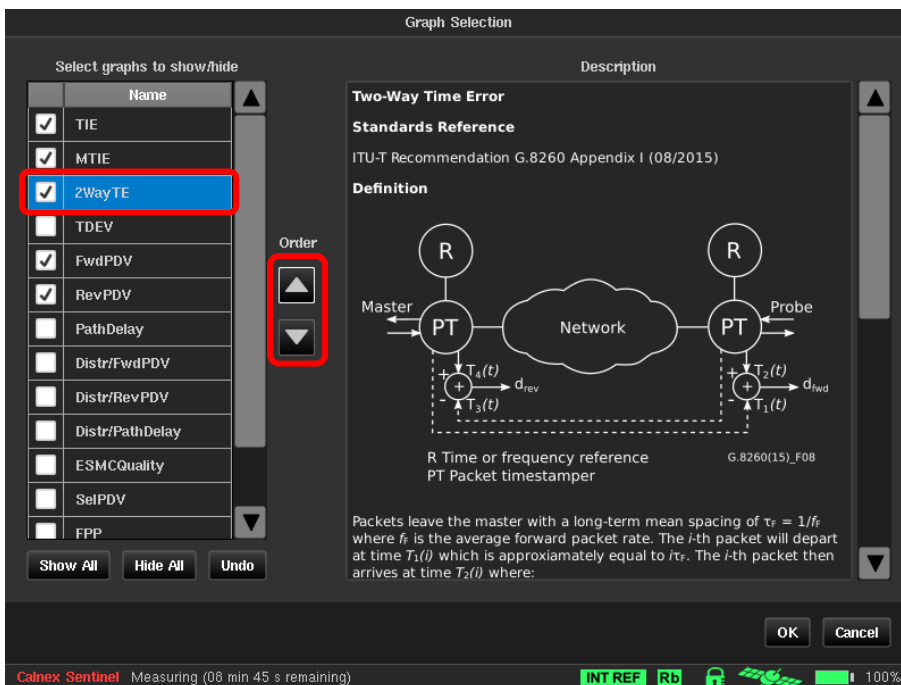 Graph Selection
Select graphs to show/hide
Name
TIE
MTIE
2WayTE
TDEV
FwdPDV
RevPDV
PathDelay
Distr/FwdPDV
Distr/RevPDV
Distr/PathDelay
ESMCQuality
SelPDV
FPP
Show All
Hide All
Undo
Order
Description
Two-Way Time Error
Standards Reference
ITU-T Recommendation G.8260 Appendix I (08/2015)
Definition
R
R
Master
PT
Network
PT
Probe
+
T₄(t)
+
d_rev
-
T₃(t)
+
T₂(t)
+
d_fwd
-
T₁(t)
R Time or frequency reference
G.8260(15)_F08
PT Packet timestamper
Packets leave the master with a long-term mean spacing of τF = 1/fF
where fF is the average forward packet rate. The i-th packet will depart
at time T₁(i) which is approxiamately equal to iτF. The i-th packet then
arrives at time T₂(i) where:
OK
Cancel
Calnex Sentinel Measuring (08 min 45 s remaining)
INT REF
Rb
100%